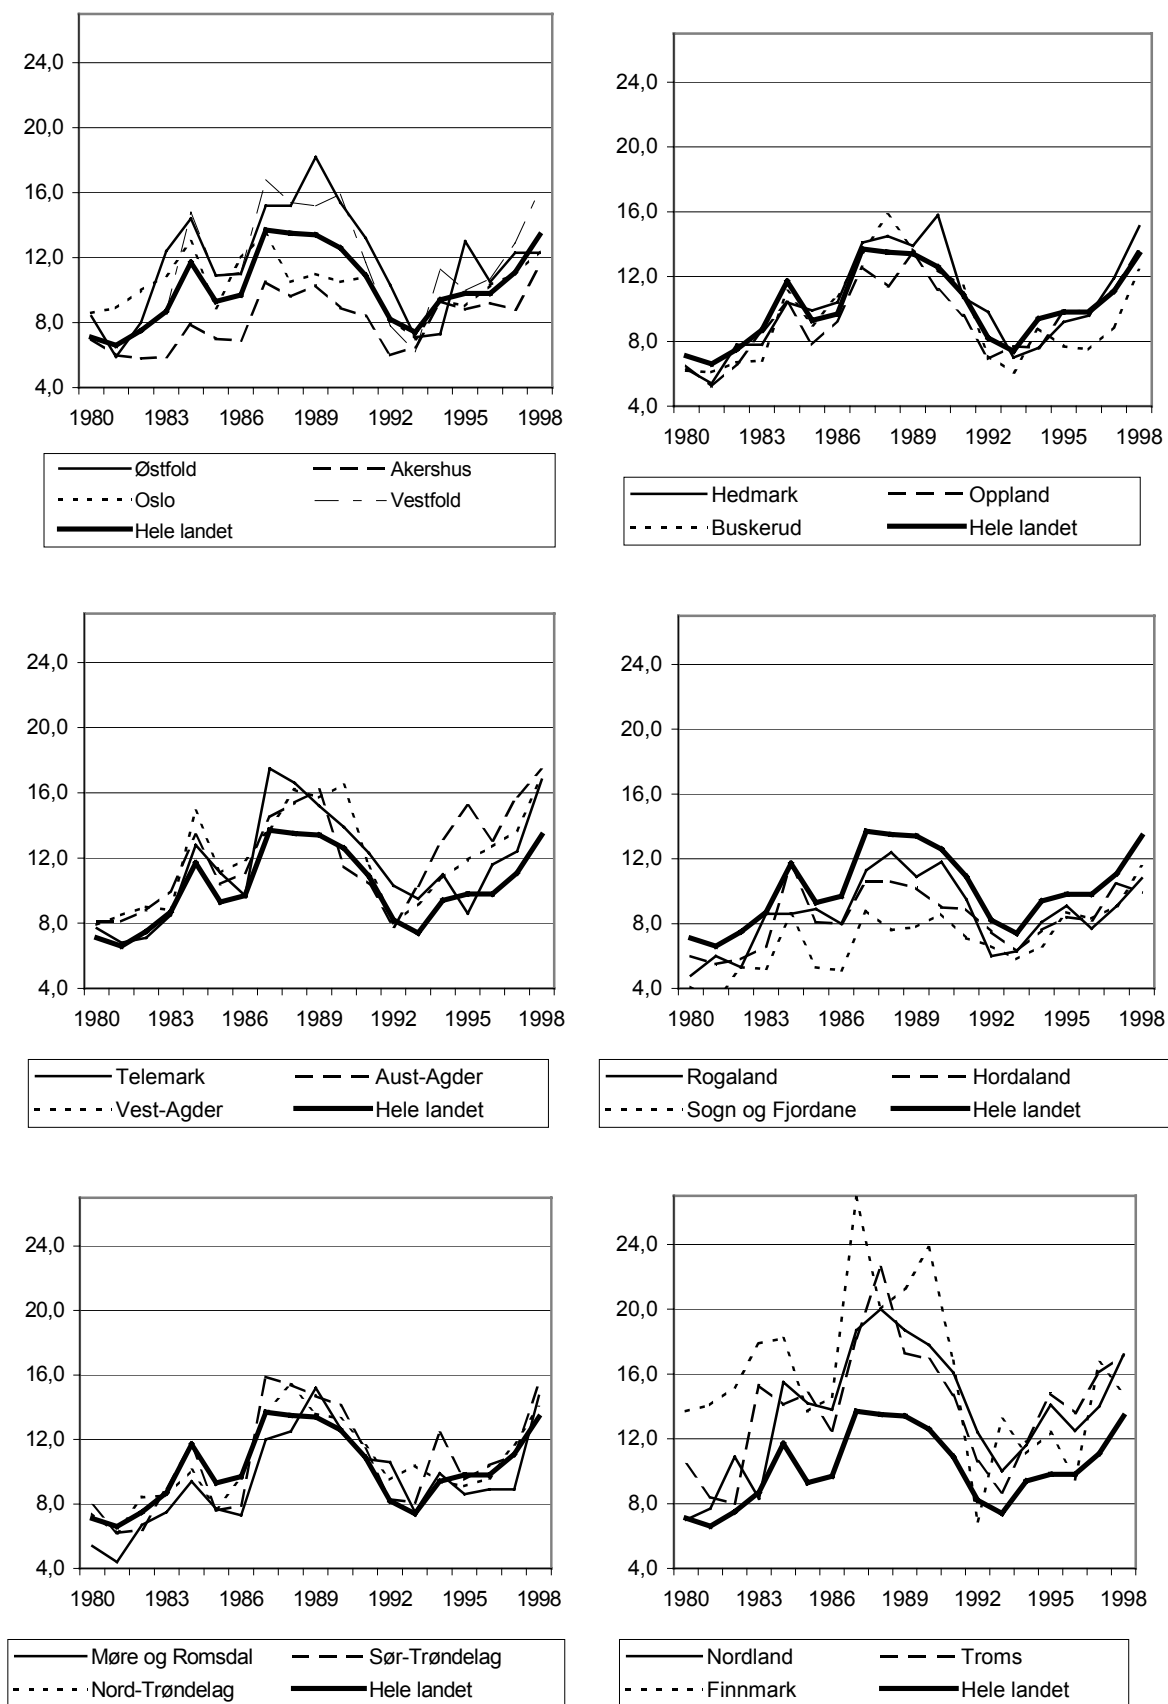 24,0
20,0
16,0
12,0
8,0
4,0
1980 1983 1986 1989 1992 1995 1998
Østfold Akershus
Oslo Vestfold
Hele landet
24,0
20,0
16,0
12,0
8,0
4,0
1980 1983 1986 1989 1992 1995 1998
Hedmark Oppland
Buskerud Hele landet
24,0
20,0
16,0
12,0
8,0
4,0
1980 1983 1986 1989 1992 1995 1998
Telemark Aust-Agder
Vest-Agder Hele landet
24,0
20,0
16,0
12,0
8,0
4,0
1980 1983 1986 1989 1992 1995 1998
Rogaland Hordaland
Sogn og Fjordane Hele landet
24,0
20,0
16,0
12,0
8,0
4,0
1980 1983 1986 1989 1992 1995 1998
Møre og Romsdal Sør-Trøndelag
Nord-Trøndelag Hele landet
24,0
20,0
16,0
12,0
8,0
4,0
1980 1983 1986 1989 1992 1995 1998
Nordland Troms
Finnmark Hele landet